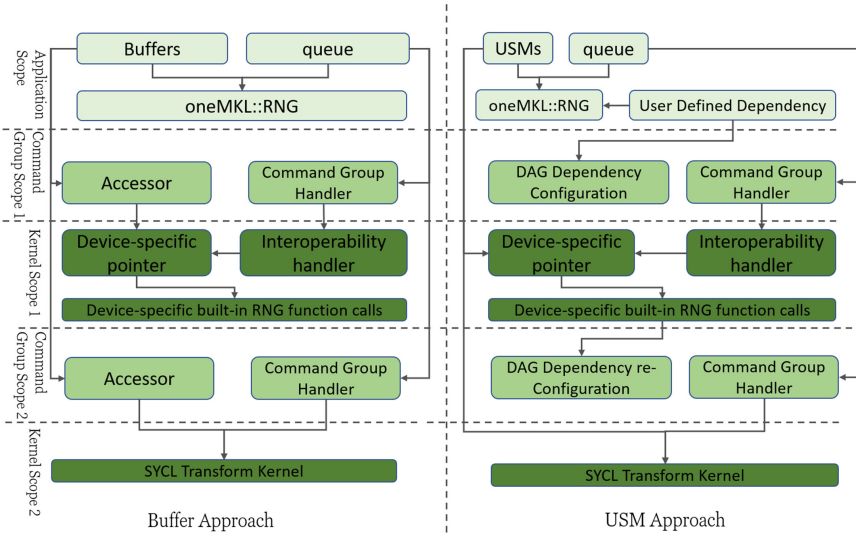 Application
Scope
Buffers
queue
oneMKL::RNG
Command
Group Scope 1
Accessor
Command Group
Handler
Kernel Scope 1
Device-specific
pointer
Interoperability
handler
Device-specific built-in RNG function calls
Command
Group Scope 2
Accessor
Command Group
Handler
Kernel Scope 2
SYCL Transform Kernel
Buffer Approach
USMs
queue
oneMKL::RNG
User Defined Dependency
DAG Dependency
Configuration
Command Group
Handler
Device-specific
pointer
Interoperability
handler
Device-specific built-in RNG function calls
DAG Dependency re-
Configuration
Command Group
Handler
SYCL Transform Kernel
USM Approach